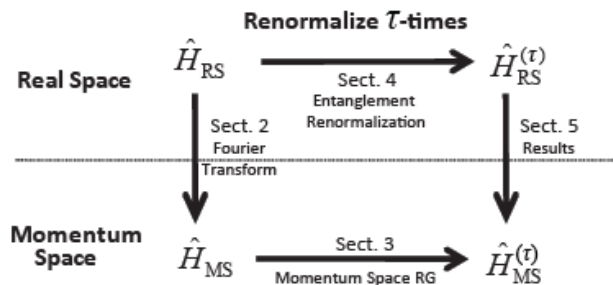 Renormalize τ-times
Real Space
Ĥ_RS
Sect. 4
Entanglement
Renormalization
Ĥ_RS^(τ)
Sect. 2
Fourier
Transform
Sect. 5
Results
Momentum
Space
Ĥ_MS
Sect. 3
Momentum Space RG
Ĥ_MS^(τ)